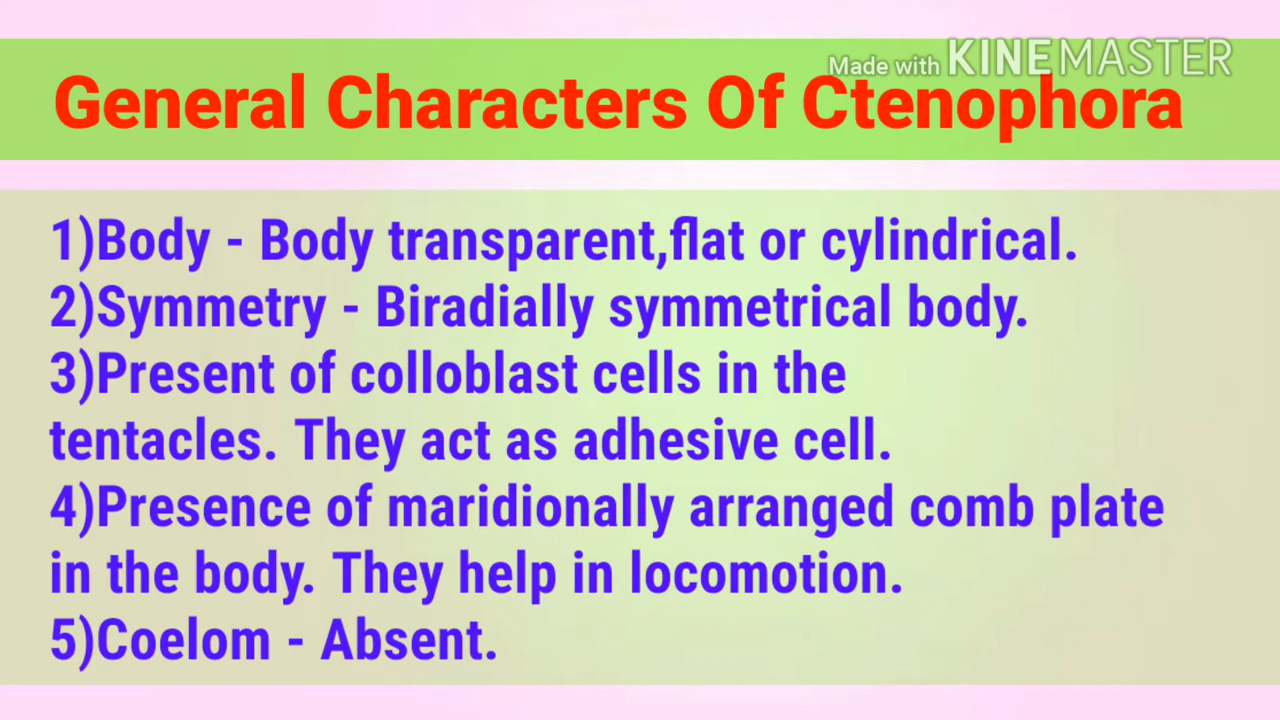 Made with KINEMASTER
General Characters Of Ctenophora
1)Body - Body transparent,flat or cylindrical.
2)Symmetry - Biradially symmetrical body.
3)Present of colloblast cells in the
tentacles. They act as adhesive cell.
4)Presence of maridionally arranged comb plate
in the body. They help in locomotion.
5)Coelom - Absent.